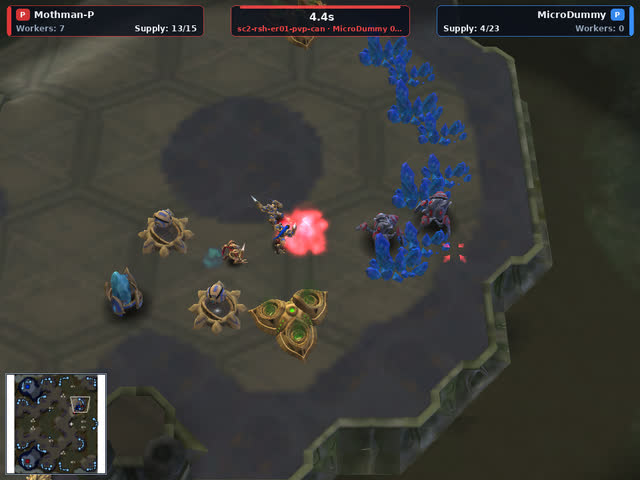 P Mothman-P
Workers: 7 Supply: 13/15
4.4s
sc2-rsh-er01-pvp-can · MicroDummy 0...
MicroDummy P
Supply: 4/23 Workers: 0